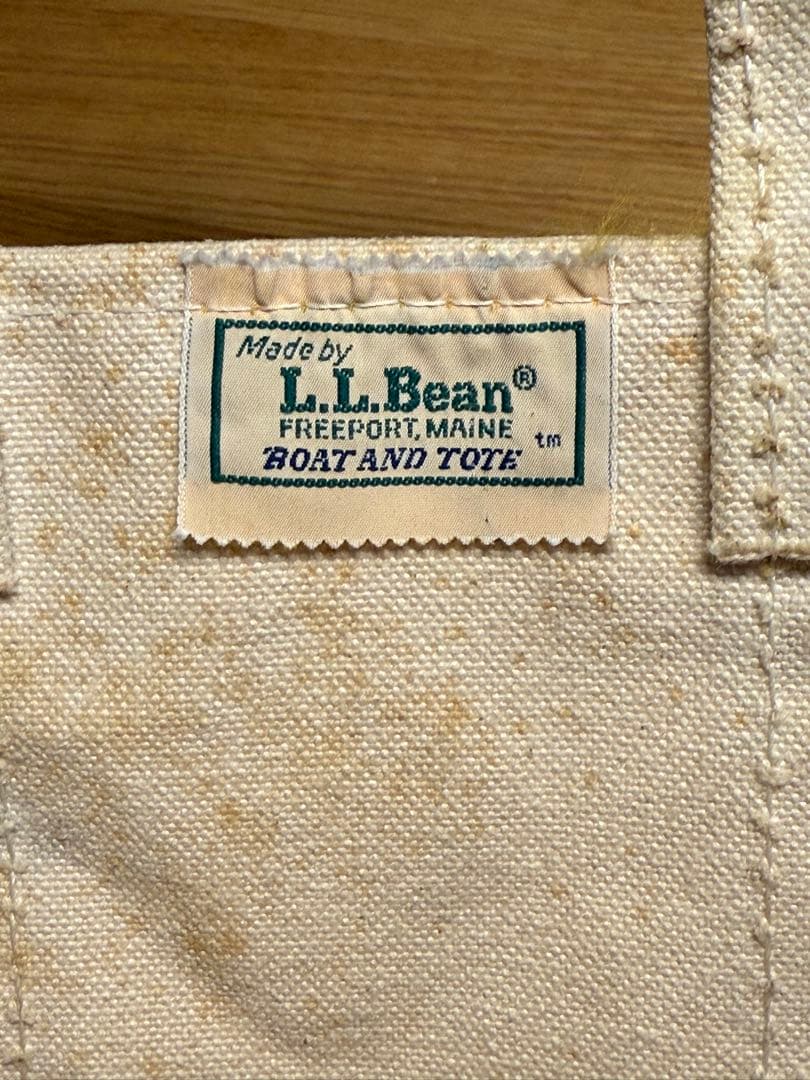 Made by
L.L.Bean®
FREEPORT, MAINE
tm
BOAT AND TOTE